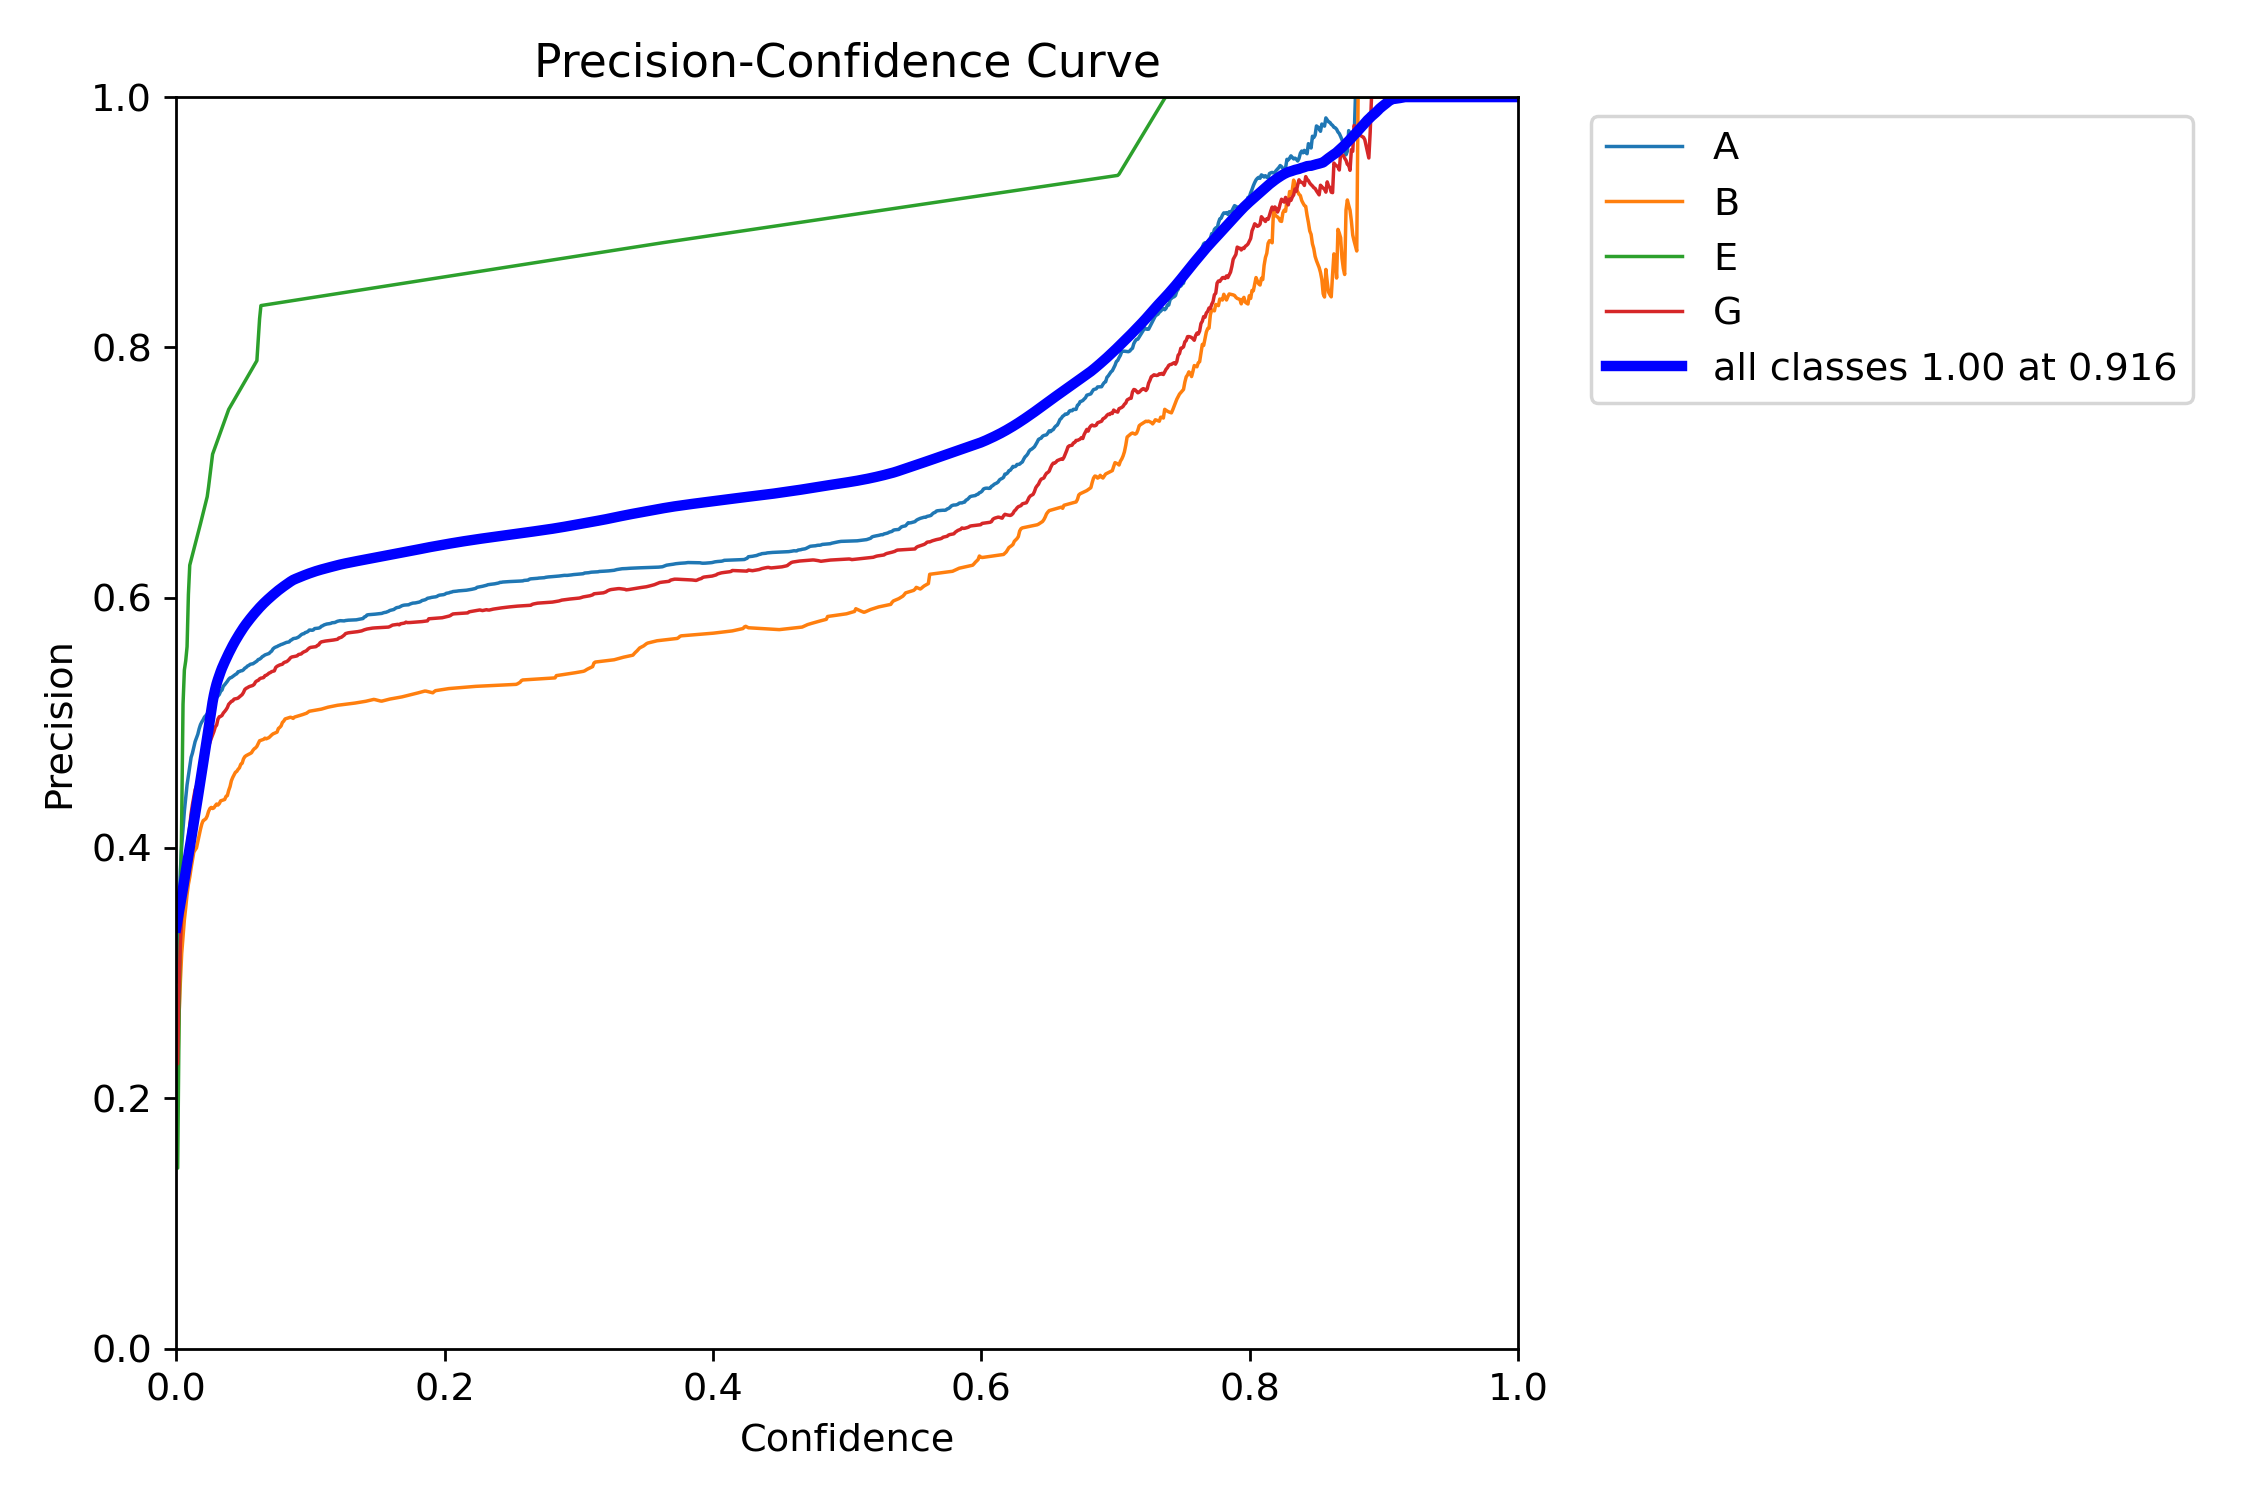 Precision-Confidence Curve
1.0
0.8
0.6
0.4
0.2
0.0
Precision
0.0 0.2 0.4 0.6 0.8 1.0
Confidence
A
B
E
G
all classes 1.00 at 0.916